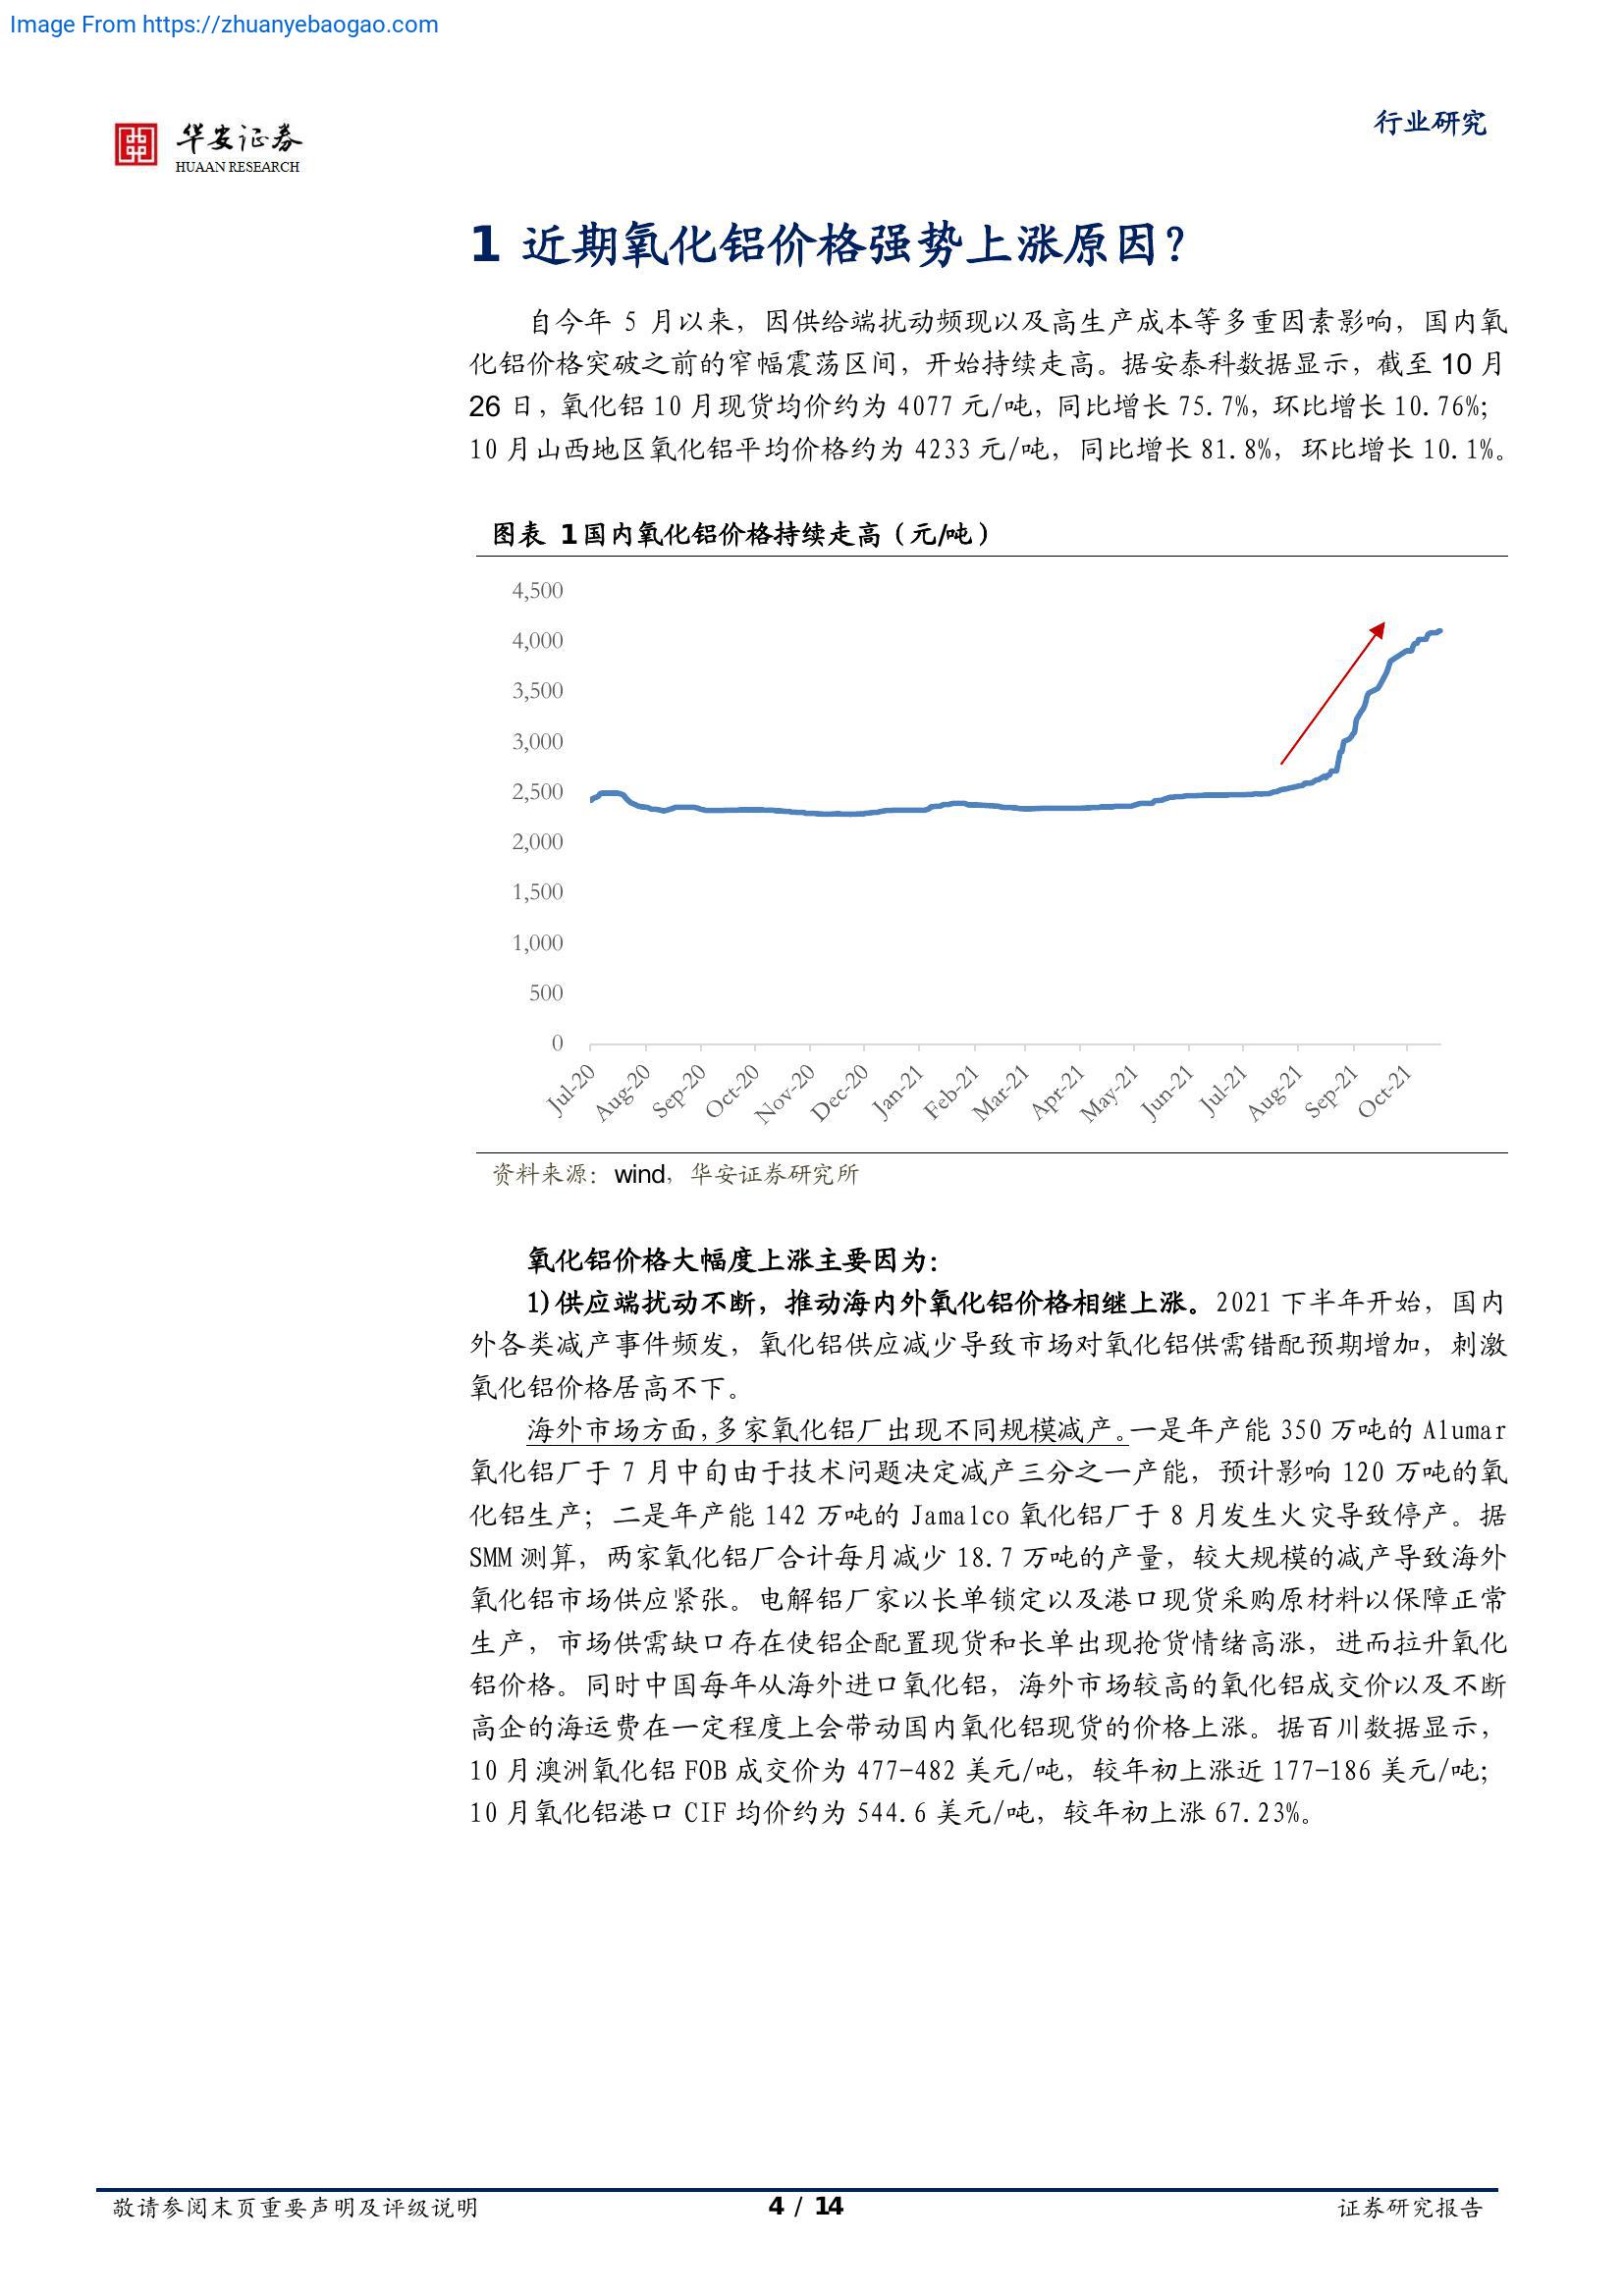 Image From https://zhuanyebaogao.com
华安证券
HUAAN RESEARCH
行业研究
1 近期氧化铝价格强势上涨原因？
自今年 5 月以来，因供给端扰动频现以及高生产成本等多重因素影响，国内氧
化铝价格突破之前的窄幅震荡区间，开始持续走高。据安泰科数据显示，截至 10 月
26 日，氧化铝 10 月现货均价约为 4077 元/吨，同比增长 75.7%，环比增长 10.76%；
10 月山西地区氧化铝平均价格约为 4233 元/吨，同比增长 81.8%，环比增长 10.1%。
图表 1 国内氧化铝价格持续走高（元/吨）
4,500
4,000
3,500
3,000
2,500
2,000
1,500
1,000
500
0
Jul-20
Aug-20
Sep-20
Oct-20
Nov-20
Dec-20
Jan-21
Feb-21
Mar-21
Apr-21
May-21
Jun-21
Jul-21
Aug-21
Sep-21
Oct-21
资料来源：wind，华安证券研究所
氧化铝价格大幅度上涨主要因为：
1)供应端扰动不断，推动海内外氧化铝价格相继上涨。2021 下半年开始，国内
外各类减产事件频发，氧化铝供应减少导致市场对氧化铝供需错配预期增加，刺激
氧化铝价格居高不下。
海外市场方面，多家氧化铝厂出现不同规模减产。一是年产能 350 万吨的 Alumar
氧化铝厂于 7 月中旬由于技术问题决定减产三分之一产能，预计影响 120 万吨的氧
化铝生产；二是年产能 142 万吨的 Jamalco 氧化铝厂于 8 月发生火灾导致停产。据
SMM 测算，两家氧化铝厂合计每月减少 18.7 万吨的产量，较大规模的减产导致海外
氧化铝市场供应紧张。电解铝厂家以长单锁定以及港口现货采购原材料以保障正常
生产，市场供需缺口存在使铝企配置现货和长单出现抢货情绪高涨，进而拉升氧化
铝价格。同时中国每年从海外进口氧化铝，海外市场较高的氧化铝成交价以及不断
高企的海运费在一定程度上会带动国内氧化铝现货的价格上涨。据百川数据显示，
10 月澳洲氧化铝 FOB 成交价为 477-482 美元/吨，较年初上涨近 177-186 美元/吨；
10 月氧化铝港口 CIF 均价约为 544.6 美元/吨，较年初上涨 67.23%。
敬请参阅末页重要声明及评级说明
4 / 14
证券研究报告